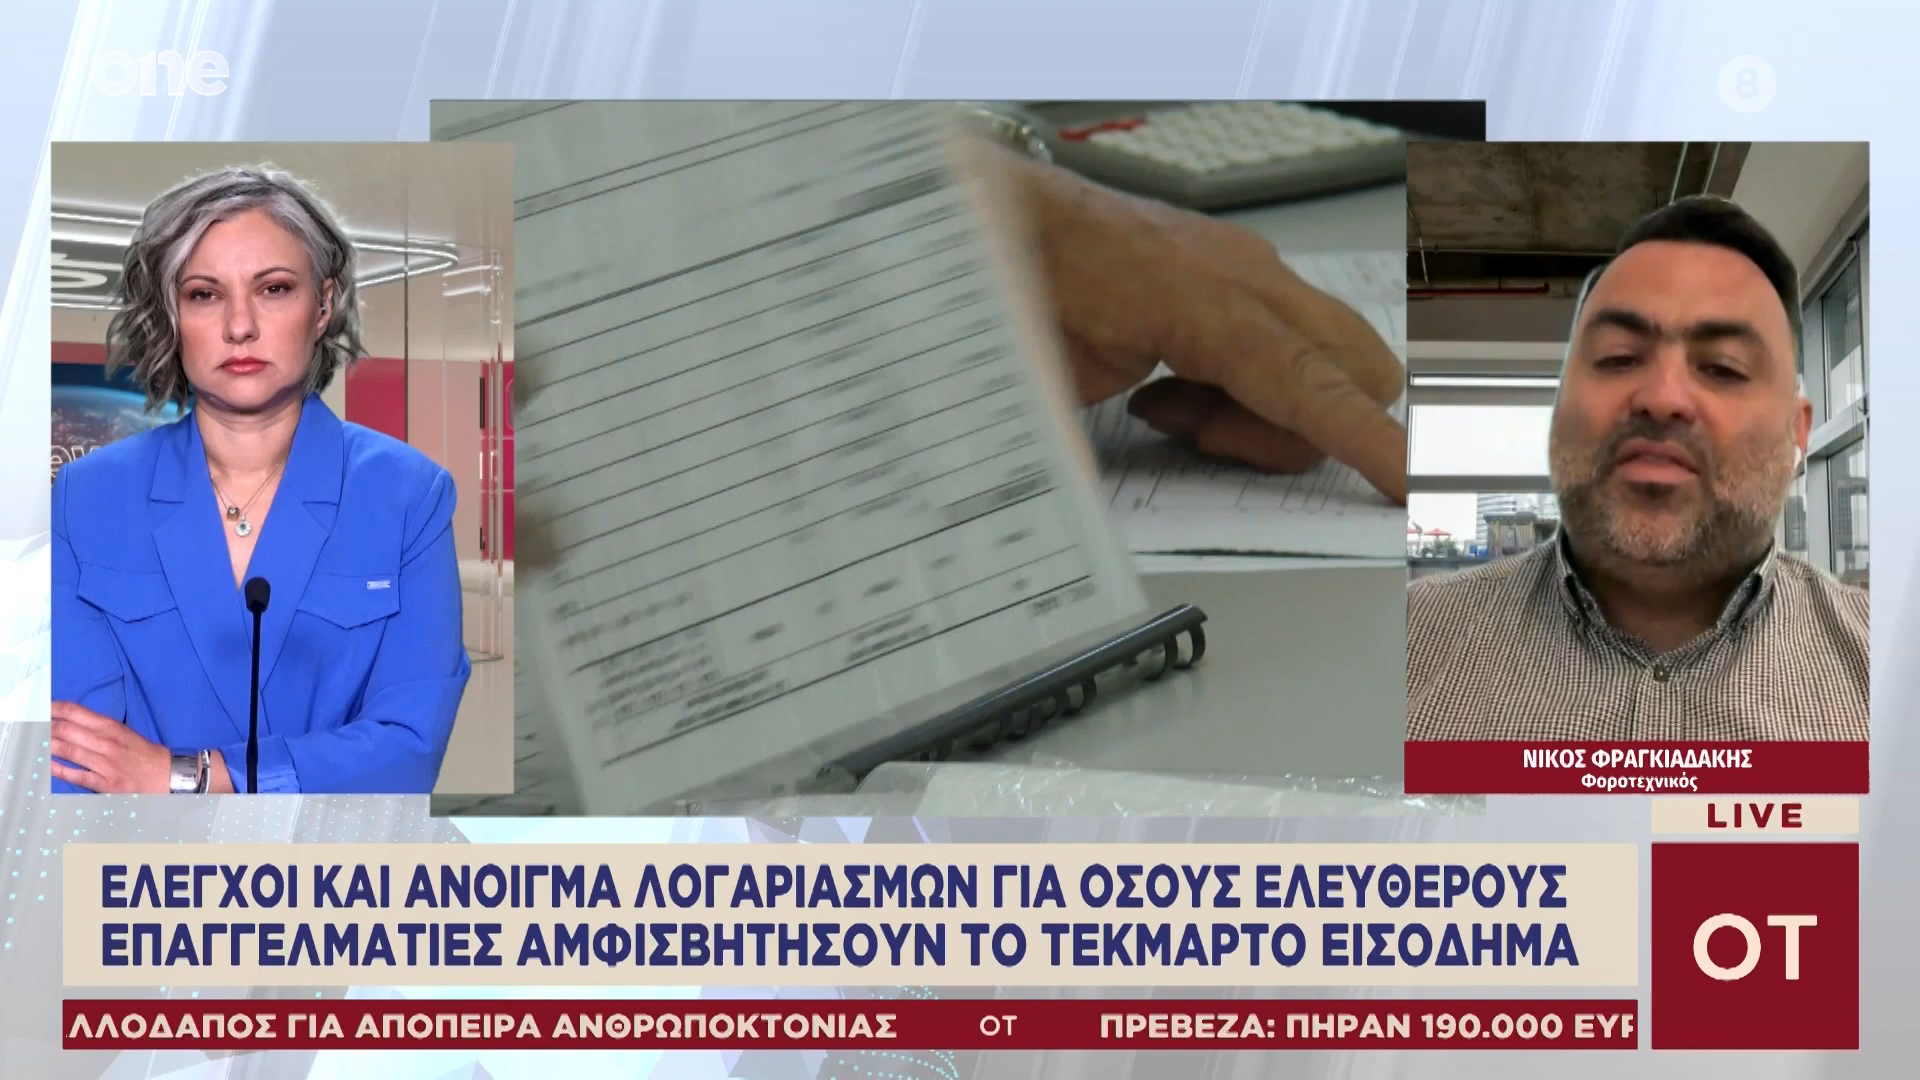 one
8
ΝΙΚΟΣ ΦΡΑΓΚΙΑΔΑΚΗΣ
Φοροτεχνικός
LIVE
ΕΛΕΓΧΟΙ ΚΑΙ ΑΝΟΙΓΜΑ ΛΟΓΑΡΙΑΣΜΩΝ ΓΙΑ ΟΣΟΥΣ ΕΛΕΥΘΕΡΟΥΣ
ΕΠΑΓΓΕΛΜΑΤΙΕΣ ΑΜΦΙΣΒΗΤΗΣΟΥΝ ΤΟ ΤΕΚΜΑΡΤΟ ΕΙΣΟΔΗΜΑ
OT
ΛΛΟΔΑΠΟΣ ΓΙΑ ΑΠΟΠΕΙΡΑ ΑΝΘΡΩΠΟΚΤΟΝΙΑΣ OT ΠΡΕΒΕΖΑ: ΠΗΡΑΝ 190.000 ΕΥΡ